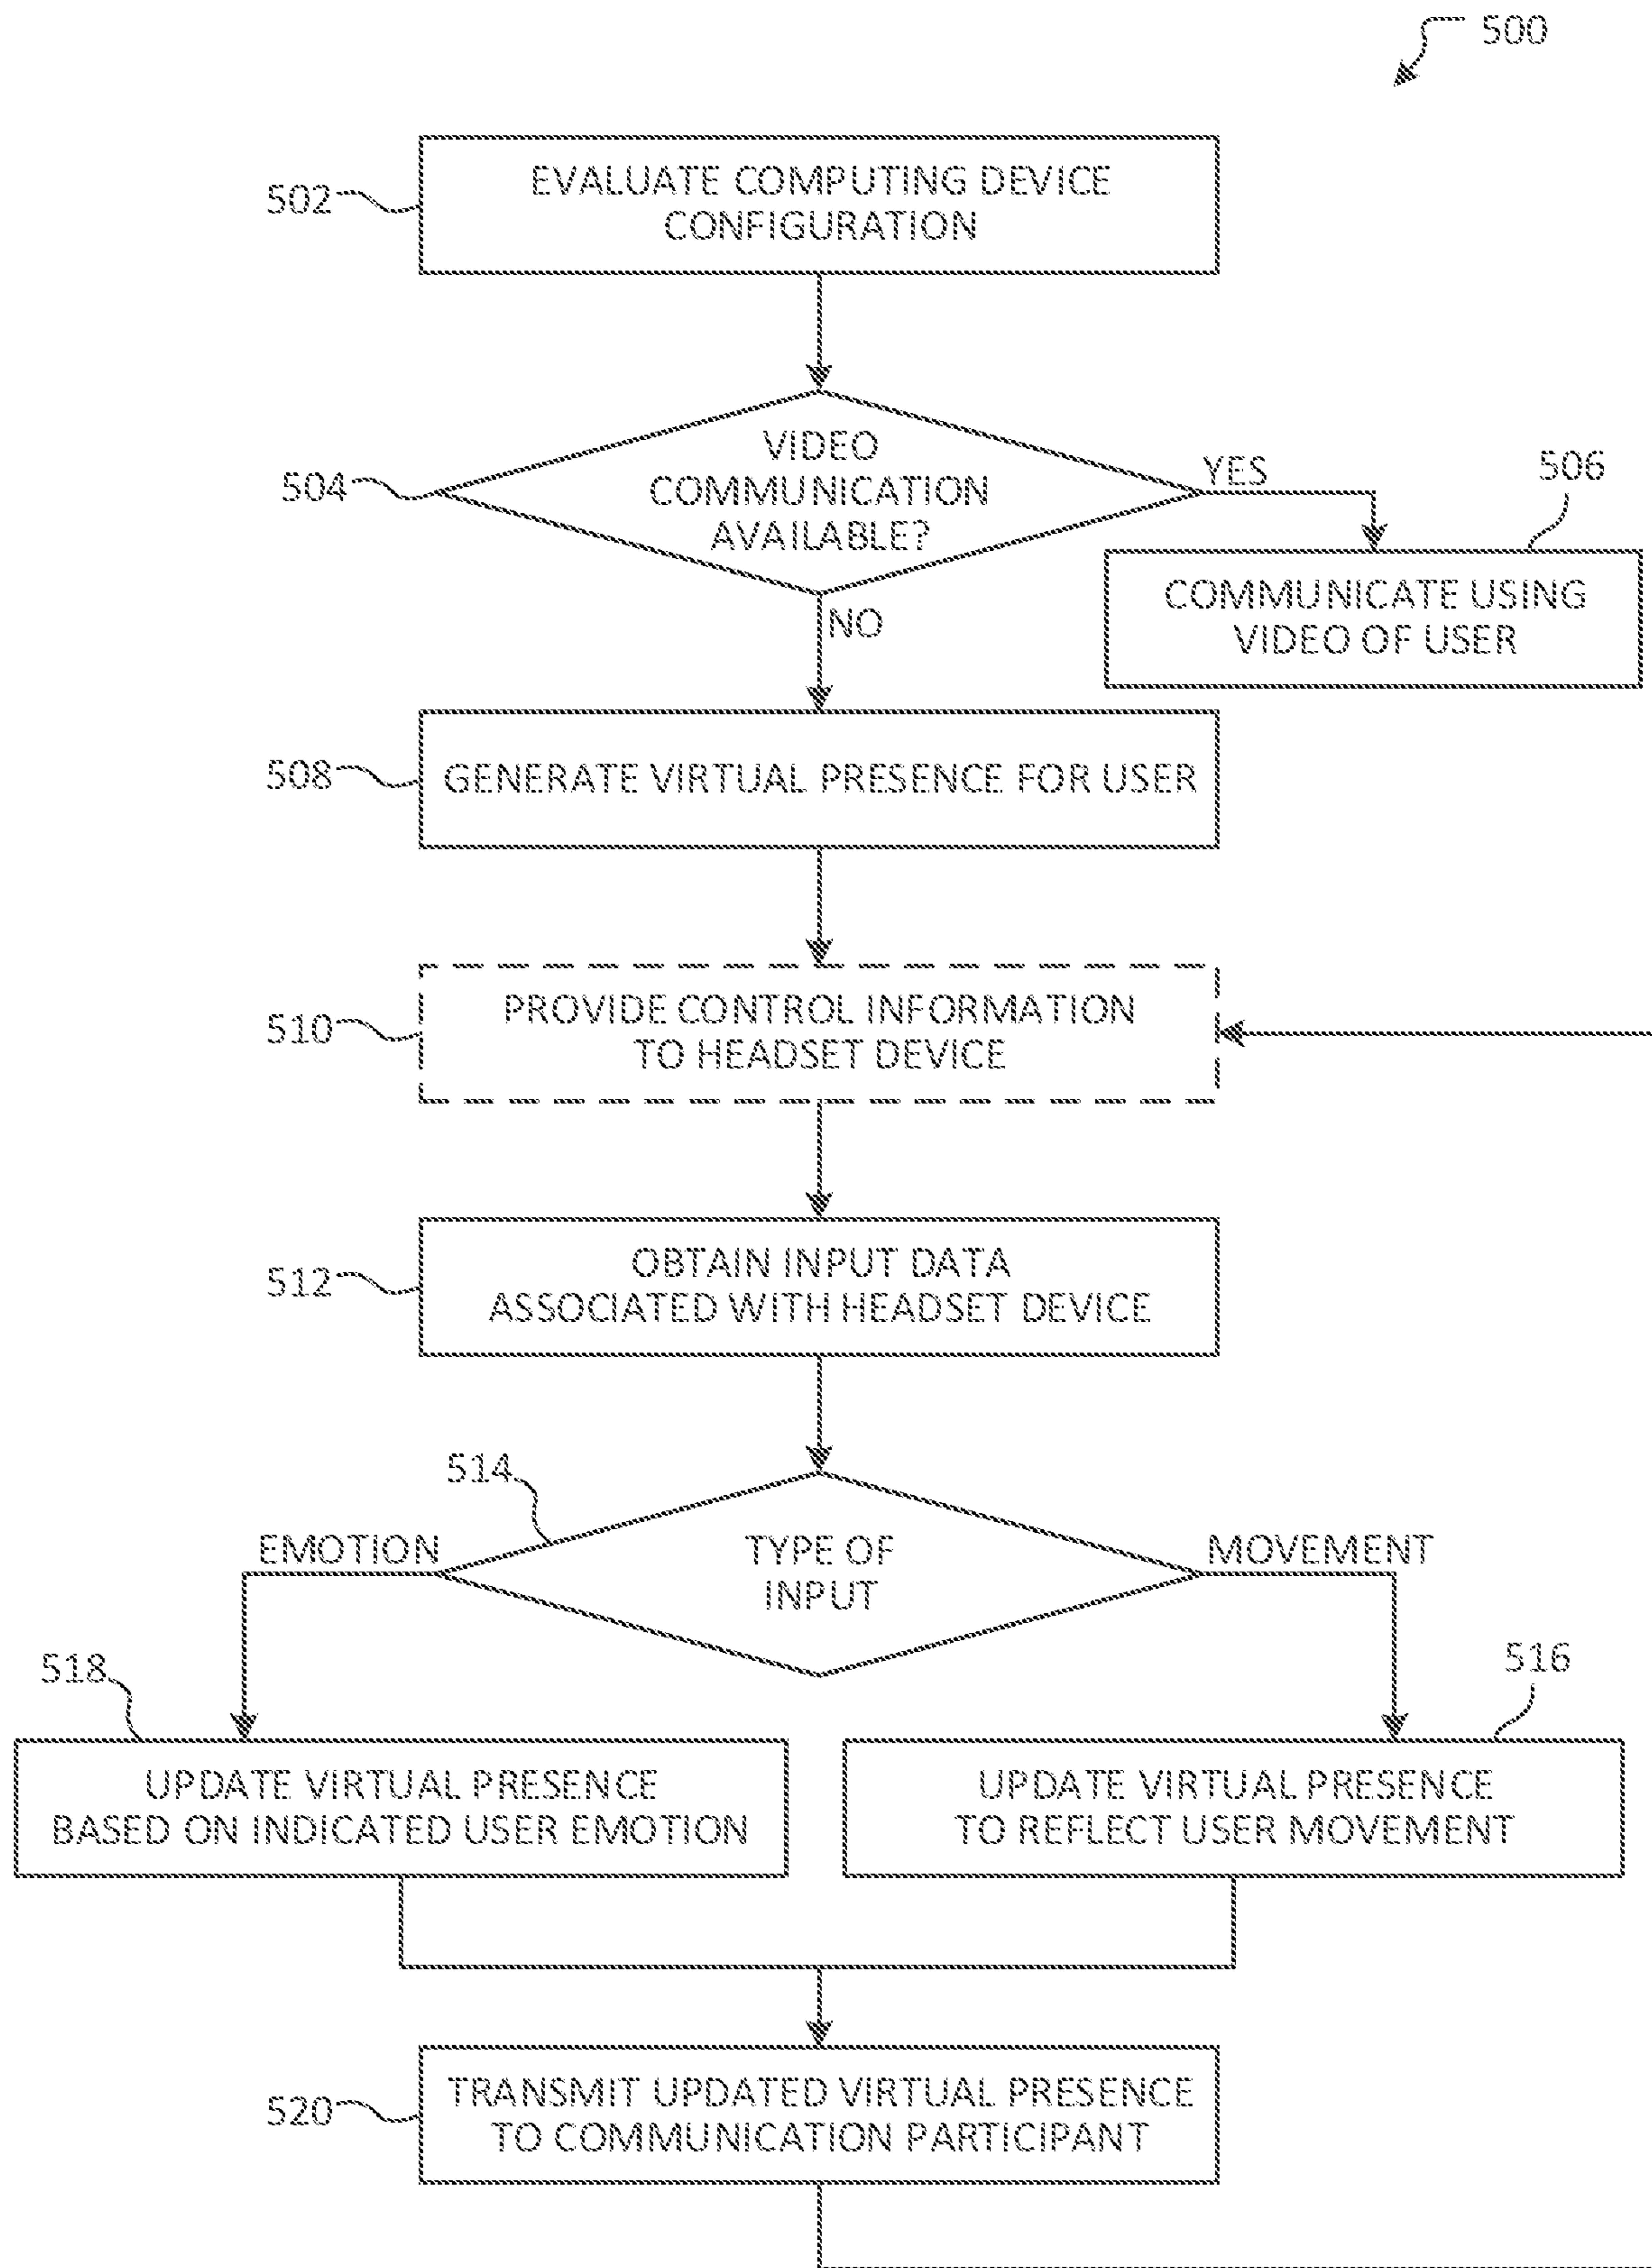 500
502
EVALUATE COMPUTING DEVICE
CONFIGURATION
504
VIDEO
COMMUNICATION
AVAILABLE?
YES
506
COMMUNICATE USING
VIDEO OF USER
NO
508
GENERATE VIRTUAL PRESENCE FOR USER
510
PROVIDE CONTROL INFORMATION
TO HEADSET DEVICE
512
OBTAIN INPUT DATA
ASSOCIATED WITH HEADSET DEVICE
514
EMOTION
TYPE OF
INPUT
MOVEMENT
518
516
UPDATE VIRTUAL PRESENCE
BASED ON INDICATED USER EMOTION
UPDATE VIRTUAL PRESENCE
TO REFLECT USER MOVEMENT
520
TRANSMIT UPDATED VIRTUAL PRESENCE
TO COMMUNICATION PARTICIPANT